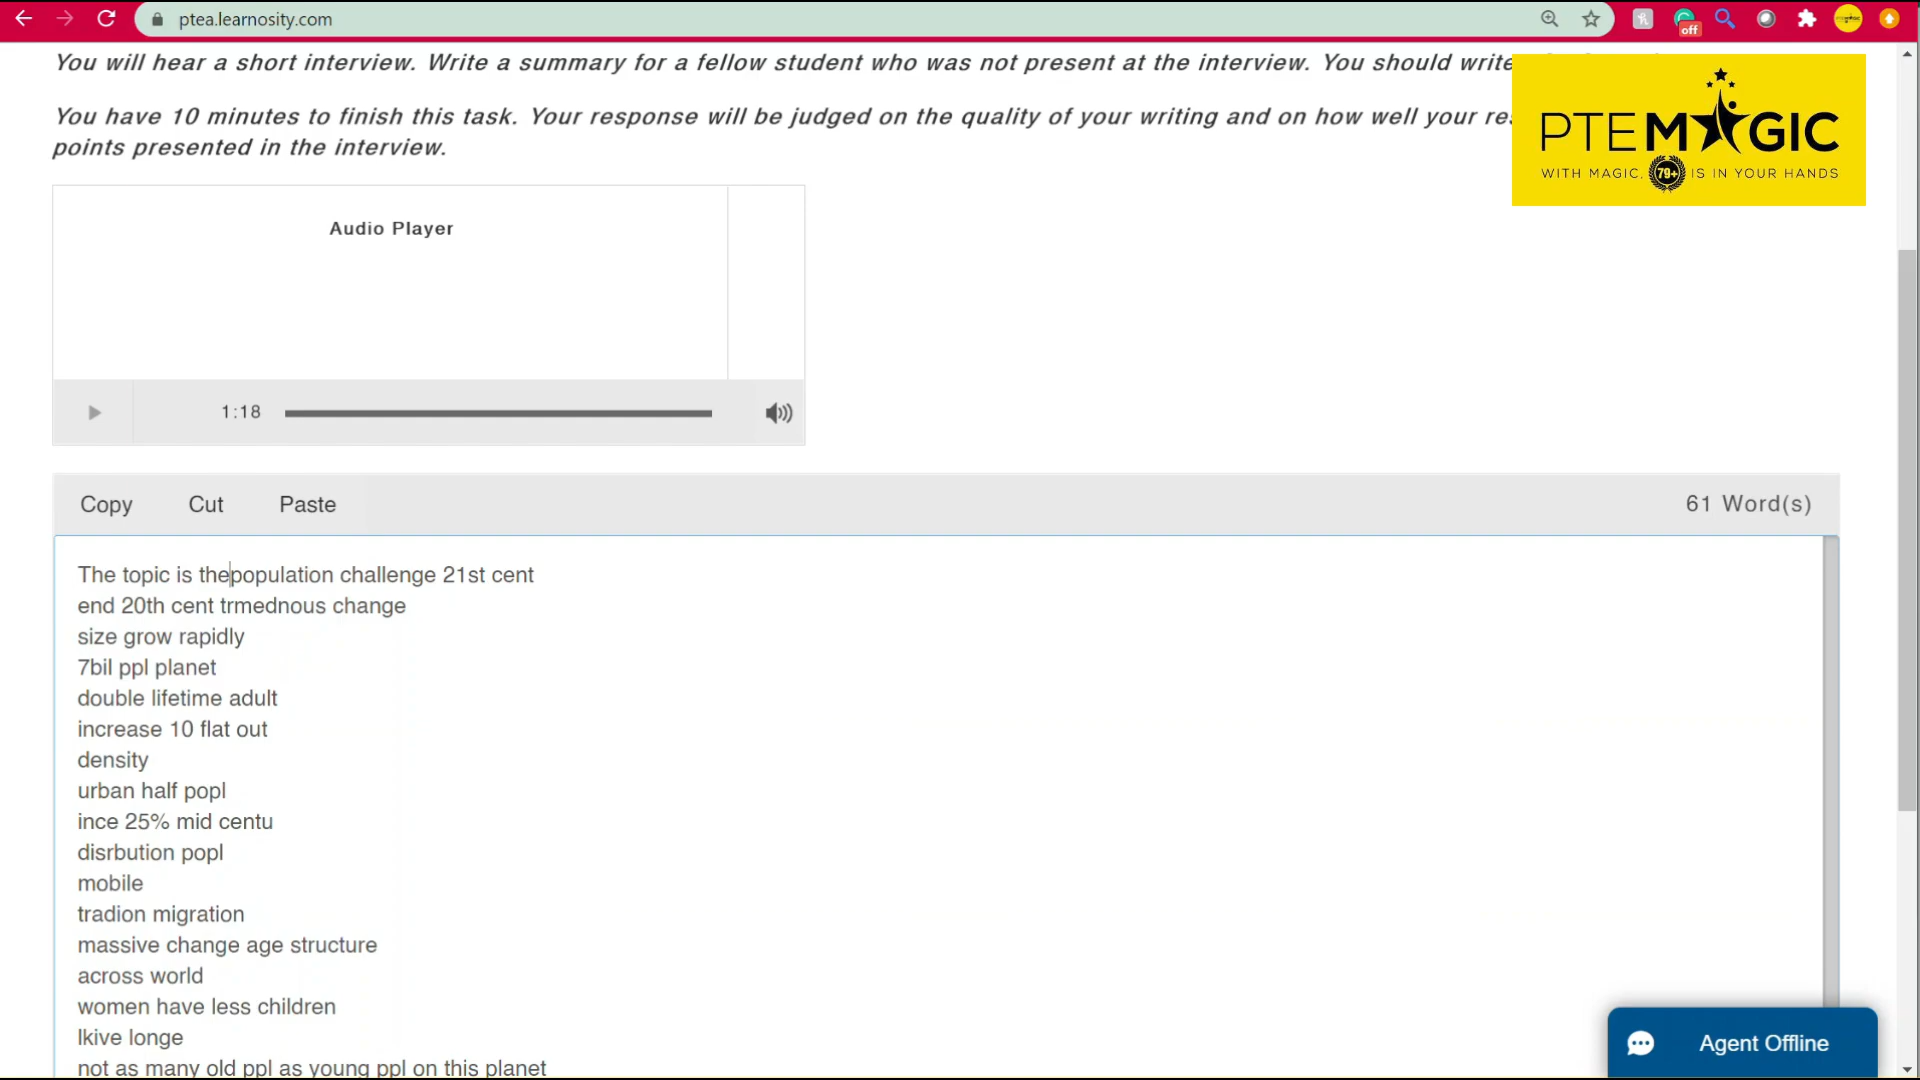 ptea.learnosity.com
off
You will hear a short interview. Write a summary for a fellow student who was not present at the interview. You should write
You have 10 minutes to finish this task. Your response will be judged on the quality of your writing and on how well your
points presented in the interview.
PTE MAGIC
WITH MAGIC, 79+ IS IN YOUR HANDS
Audio Player
1:18
Copy Cut Paste 61 Word(s)
The topic is thepopulation challenge 21st cent
end 20th cent trmednous change
size grow rapidly
7bil ppl planet
double lifetime adult
increase 10 flat out
density
urban half popl
ince 25% mid centu
disrbution popl
mobile
tradion migration
massive change age structure
across world
women have less children
lkive longe
not as many old ppl as young ppl on this planet
Agent Offline